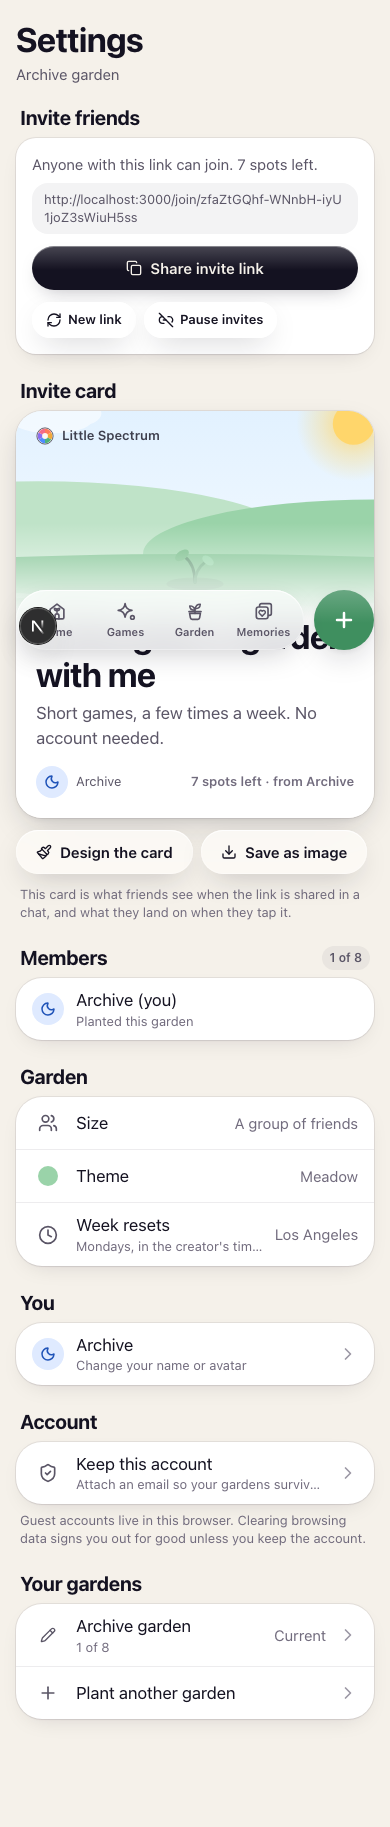 Settings
Archive garden
Invite friends
Anyone with this link can join. 7 spots left.
http://localhost:3000/join/zfaZtGQhf-WNnbH-iyU
1joZ3sWiuH5ss
Share invite link
New link
Pause invites
Invite card
Little Spectrum
Games
Garden
Memories
with me
Short games, a few times a week. No
account needed.
Archive
7 spots left · from Archive
Design the card
Save as image
This card is what friends see when the link is shared in a
chat, and what they land on when they tap it.
Members
1 of 8
Archive (you)
Planted this garden
Garden
Size
A group of friends
Theme
Meadow
Week resets
Mondays, in the creator's tim...
Los Angeles
You
Archive
Change your name or avatar
Account
Keep this account
Attach an email so your gardens surviv...
Guest accounts live in this browser. Clearing browsing
data signs you out for good unless you keep the account.
Your gardens
Archive garden
1 of 8
Current
Plant another garden